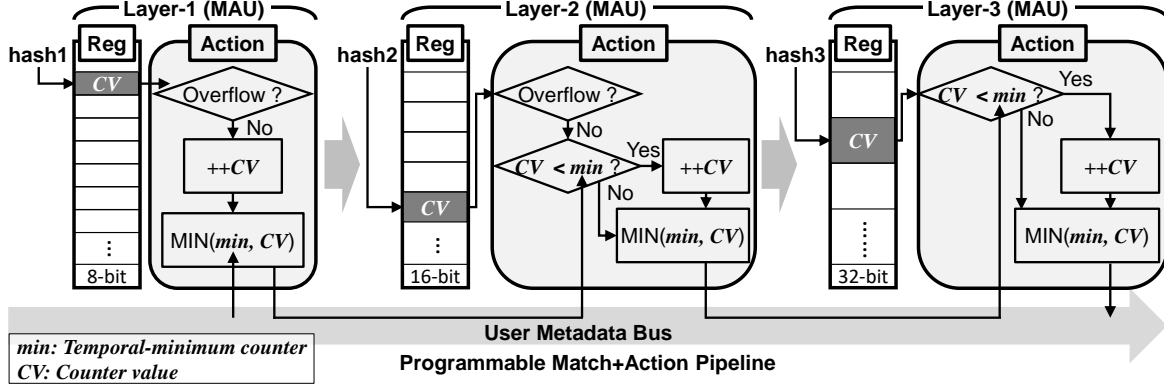 Layer-1 (MAU)
Reg
Action
hash1
CV
Overflow ?
No
++CV
MIN(min, CV)
8-bit
Layer-2 (MAU)
Reg
Action
hash2
Overflow ?
No
CV < min ?
Yes
++CV
No
CV
MIN(min, CV)
16-bit
Layer-3 (MAU)
Reg
Action
hash3
CV < min ?
Yes
No
CV
++CV
MIN(min, CV)
32-bit
User Metadata Bus
Programmable Match+Action Pipeline
min: Temporal-minimum counter
CV: Counter value